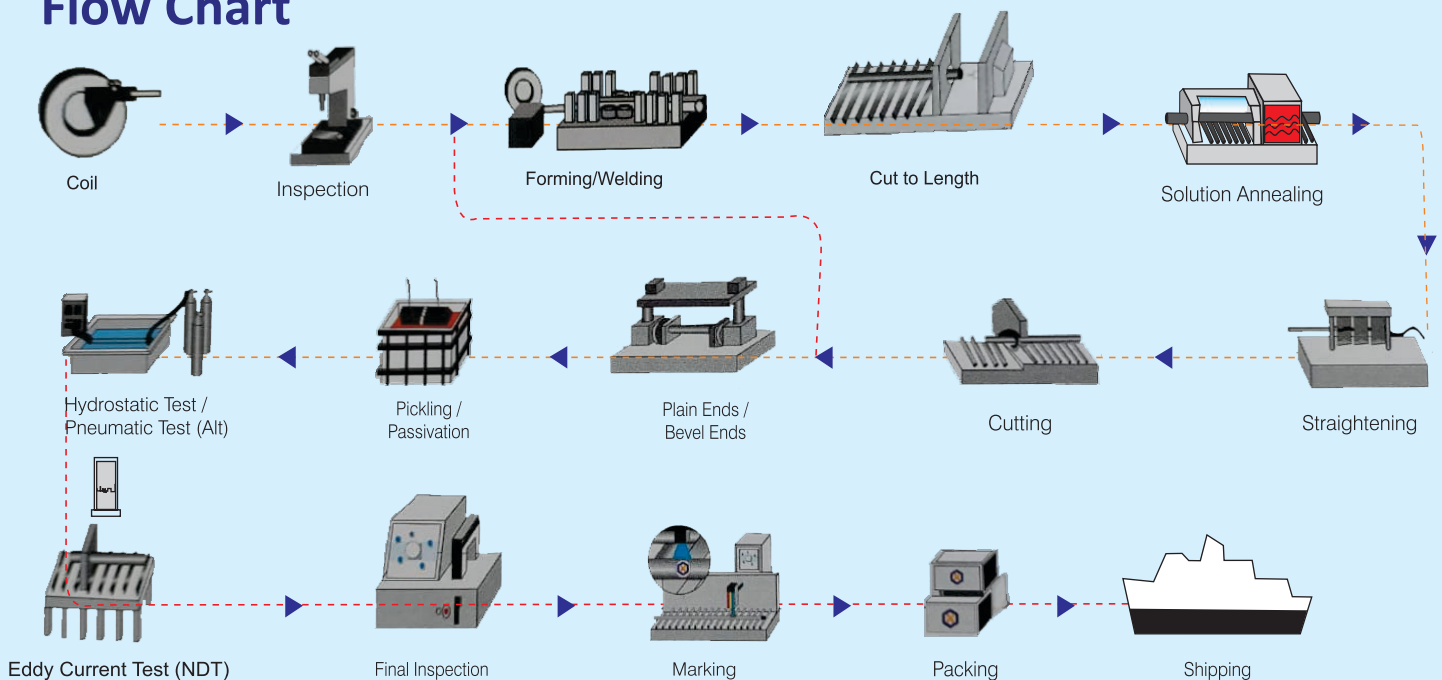 Flow Chart
Coil
Inspection
Forming/Welding
Cut to Length
Solution Annealing
Hydrostatic Test /
Pneumatic Test (Alt)
Pickling /
Passivation
Plain Ends /
Bevel Ends
Cutting
Straightening
Eddy Current Test (NDT)
Final Inspection
Marking
Packing
Shipping